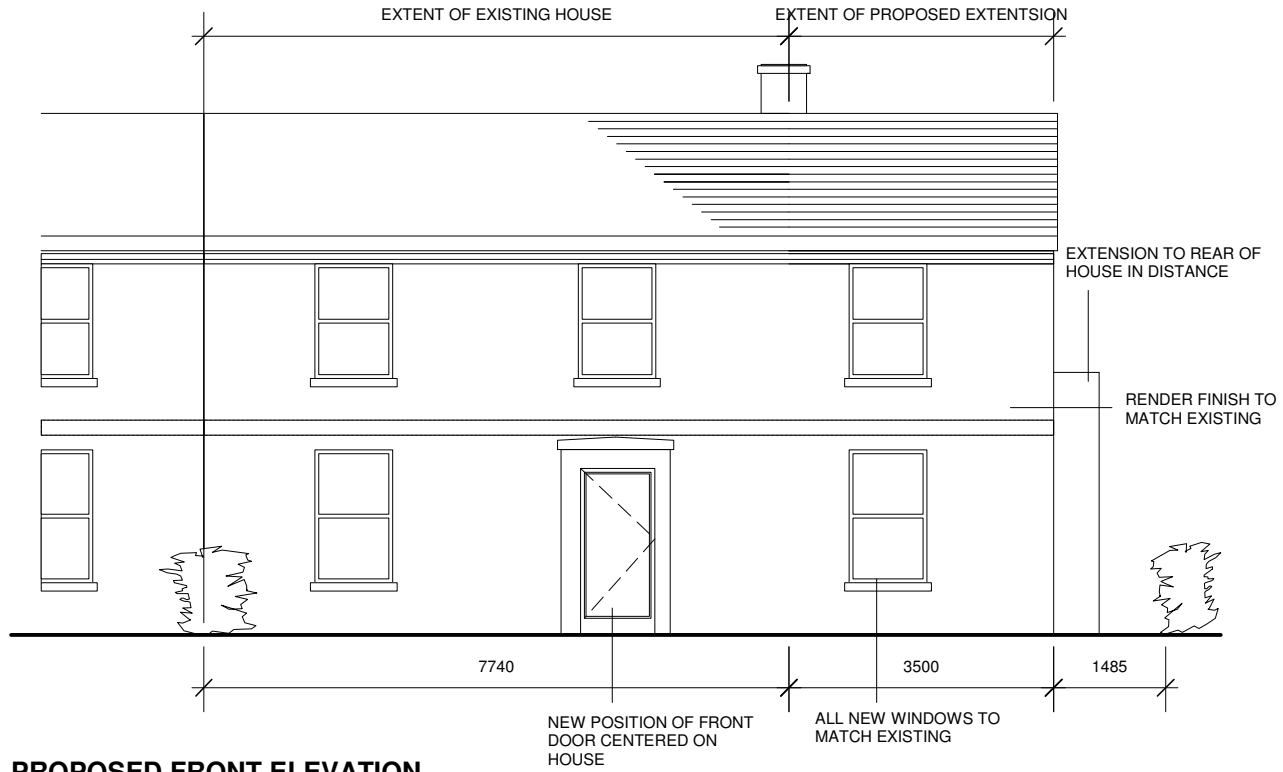 EXTENT OF EXISTING HOUSE
EXTENT OF PROPOSED EXTENTSION
EXTENSION TO REAR OF
HOUSE IN DISTANCE
RENDER FINISH TO
MATCH EXISTING
7740
3500
1485
NEW POSITION OF FRONT
DOOR CENTERED ON
HOUSE
ALL NEW WINDOWS TO
MATCH EXISTING
PROPOSED FRONT ELEVATION